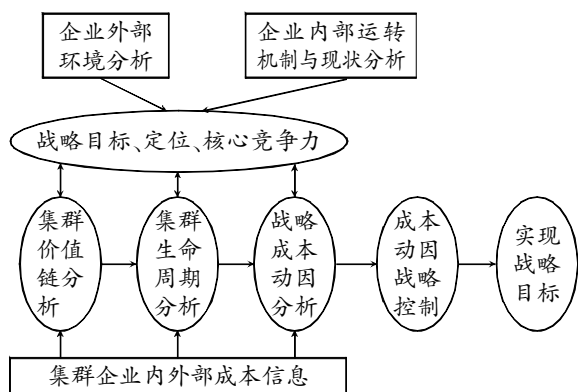 企业外部
环境分析
企业内部运转
机制与现状分析
战略目标、定位、核心竞争力
集群
价值
链分
析
集群
生命
周期
分析
战略
成本
动因
分析
成本
动因
战略
控制
实现
战略
目标
集群企业内外部成本信息